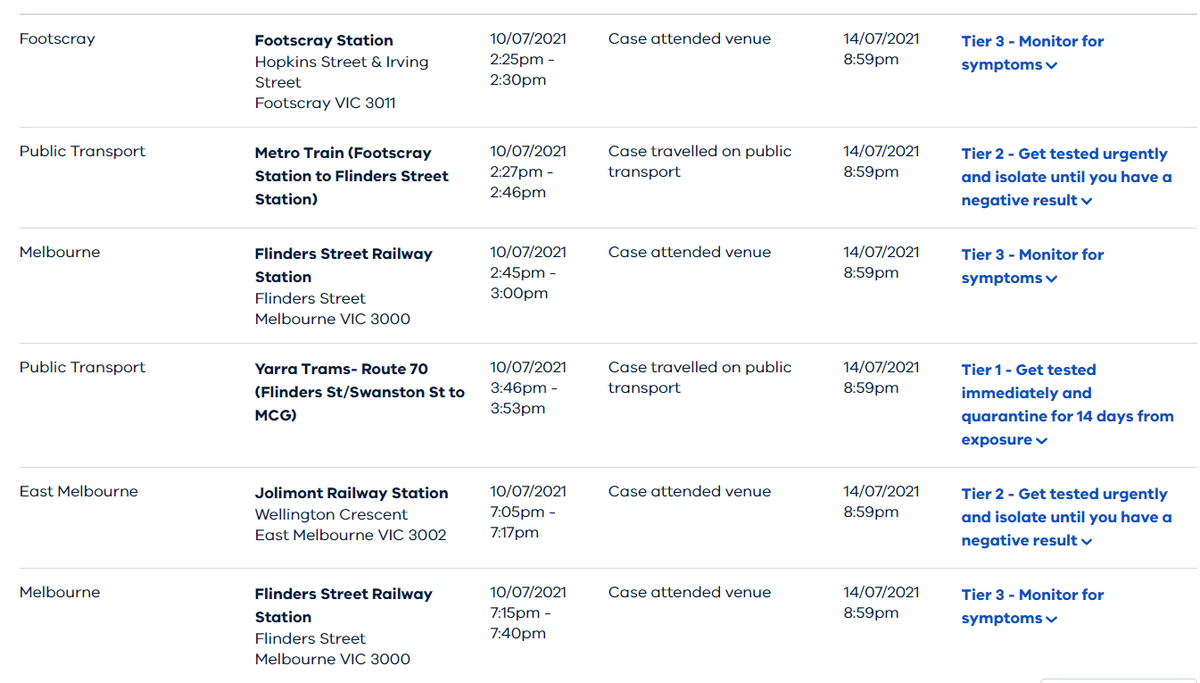 Footscray
Footscray Station
Hopkins Street & Irving
Street
Footscray VIC 3011
10/07/2021
2:25pm -
2:30pm
Case attended venue
14/07/2021
8:59pm
Tier 3 - Monitor for
symptoms
Public Transport
Metro Train (Footscray
Station to Flinders Street
Station)
10/07/2021
2:27pm -
2:46pm
Case travelled on public
transport
14/07/2021
8:59pm
Tier 2 - Get tested urgently
and isolate until you have a
negative result
Melbourne
Flinders Street Railway
Station
Flinders Street
Melbourne VIC 3000
10/07/2021
2:45pm -
3:00pm
Case attended venue
14/07/2021
8:59pm
Tier 3 - Monitor for
symptoms
Public Transport
Yarra Trams- Route 70
(Flinders St/Swanston St to
MCG)
10/07/2021
3:46pm -
3:53pm
Case travelled on public
transport
14/07/2021
8:59pm
Tier 1 - Get tested
immediately and
quarantine for 14 days from
exposure
East Melbourne
Jolimont Railway Station
Wellington Crescent
East Melbourne VIC 3002
10/07/2021
7:05pm -
7:17pm
Case attended venue
14/07/2021
8:59pm
Tier 2 - Get tested urgently
and isolate until you have a
negative result
Melbourne
Flinders Street Railway
Station
Flinders Street
Melbourne VIC 3000
10/07/2021
7:15pm -
7:40pm
Case attended venue
14/07/2021
8:59pm
Tier 3 - Monitor for
symptoms